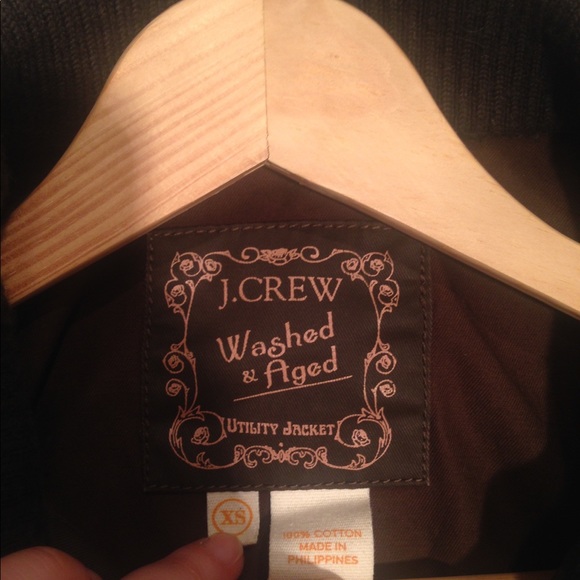 J.CREW
Washed
& Aged
UTILITY JACKET
XS
100% COTTON
MADE IN
PHILIPPINES